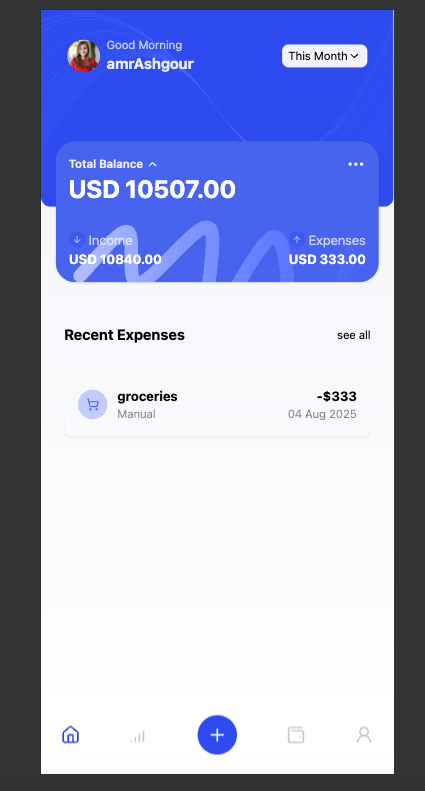 Good Morning
amrAshgour
This Month
Total Balance
USD 10507.00
Income
Expenses
USD 10840.00
USD 333.00
Recent Expenses
see all
groceries
-$333
Manual
04 Aug 2025